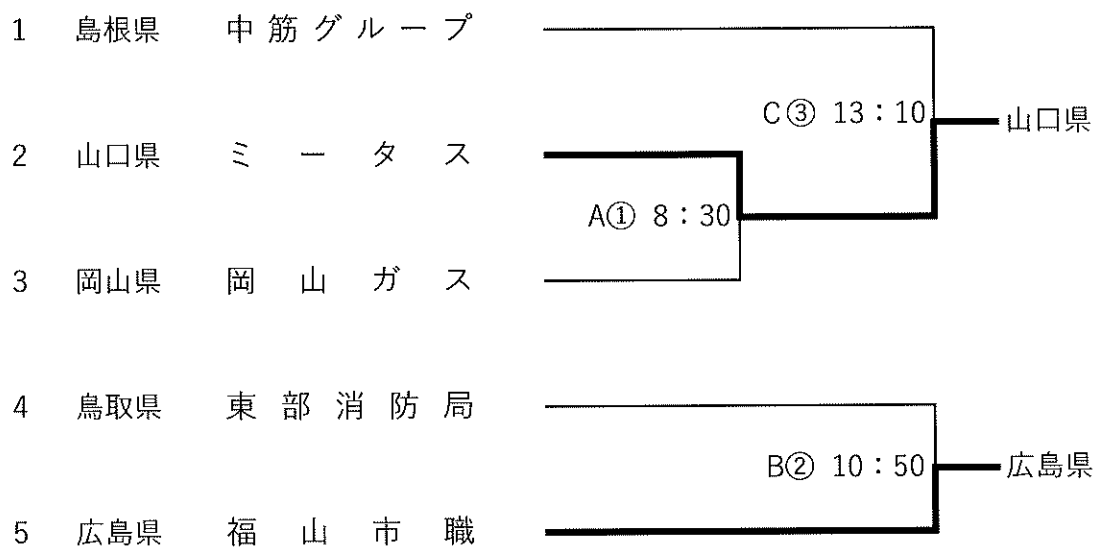 1 島根県 中筋グループ
C③ 13：10 山口県
2 山口県 ミータス
A① 8：30
3 岡山県 岡山ガス
4 鳥取県 東部消防局
B② 10：50 広島県
5 広島県 福山市職